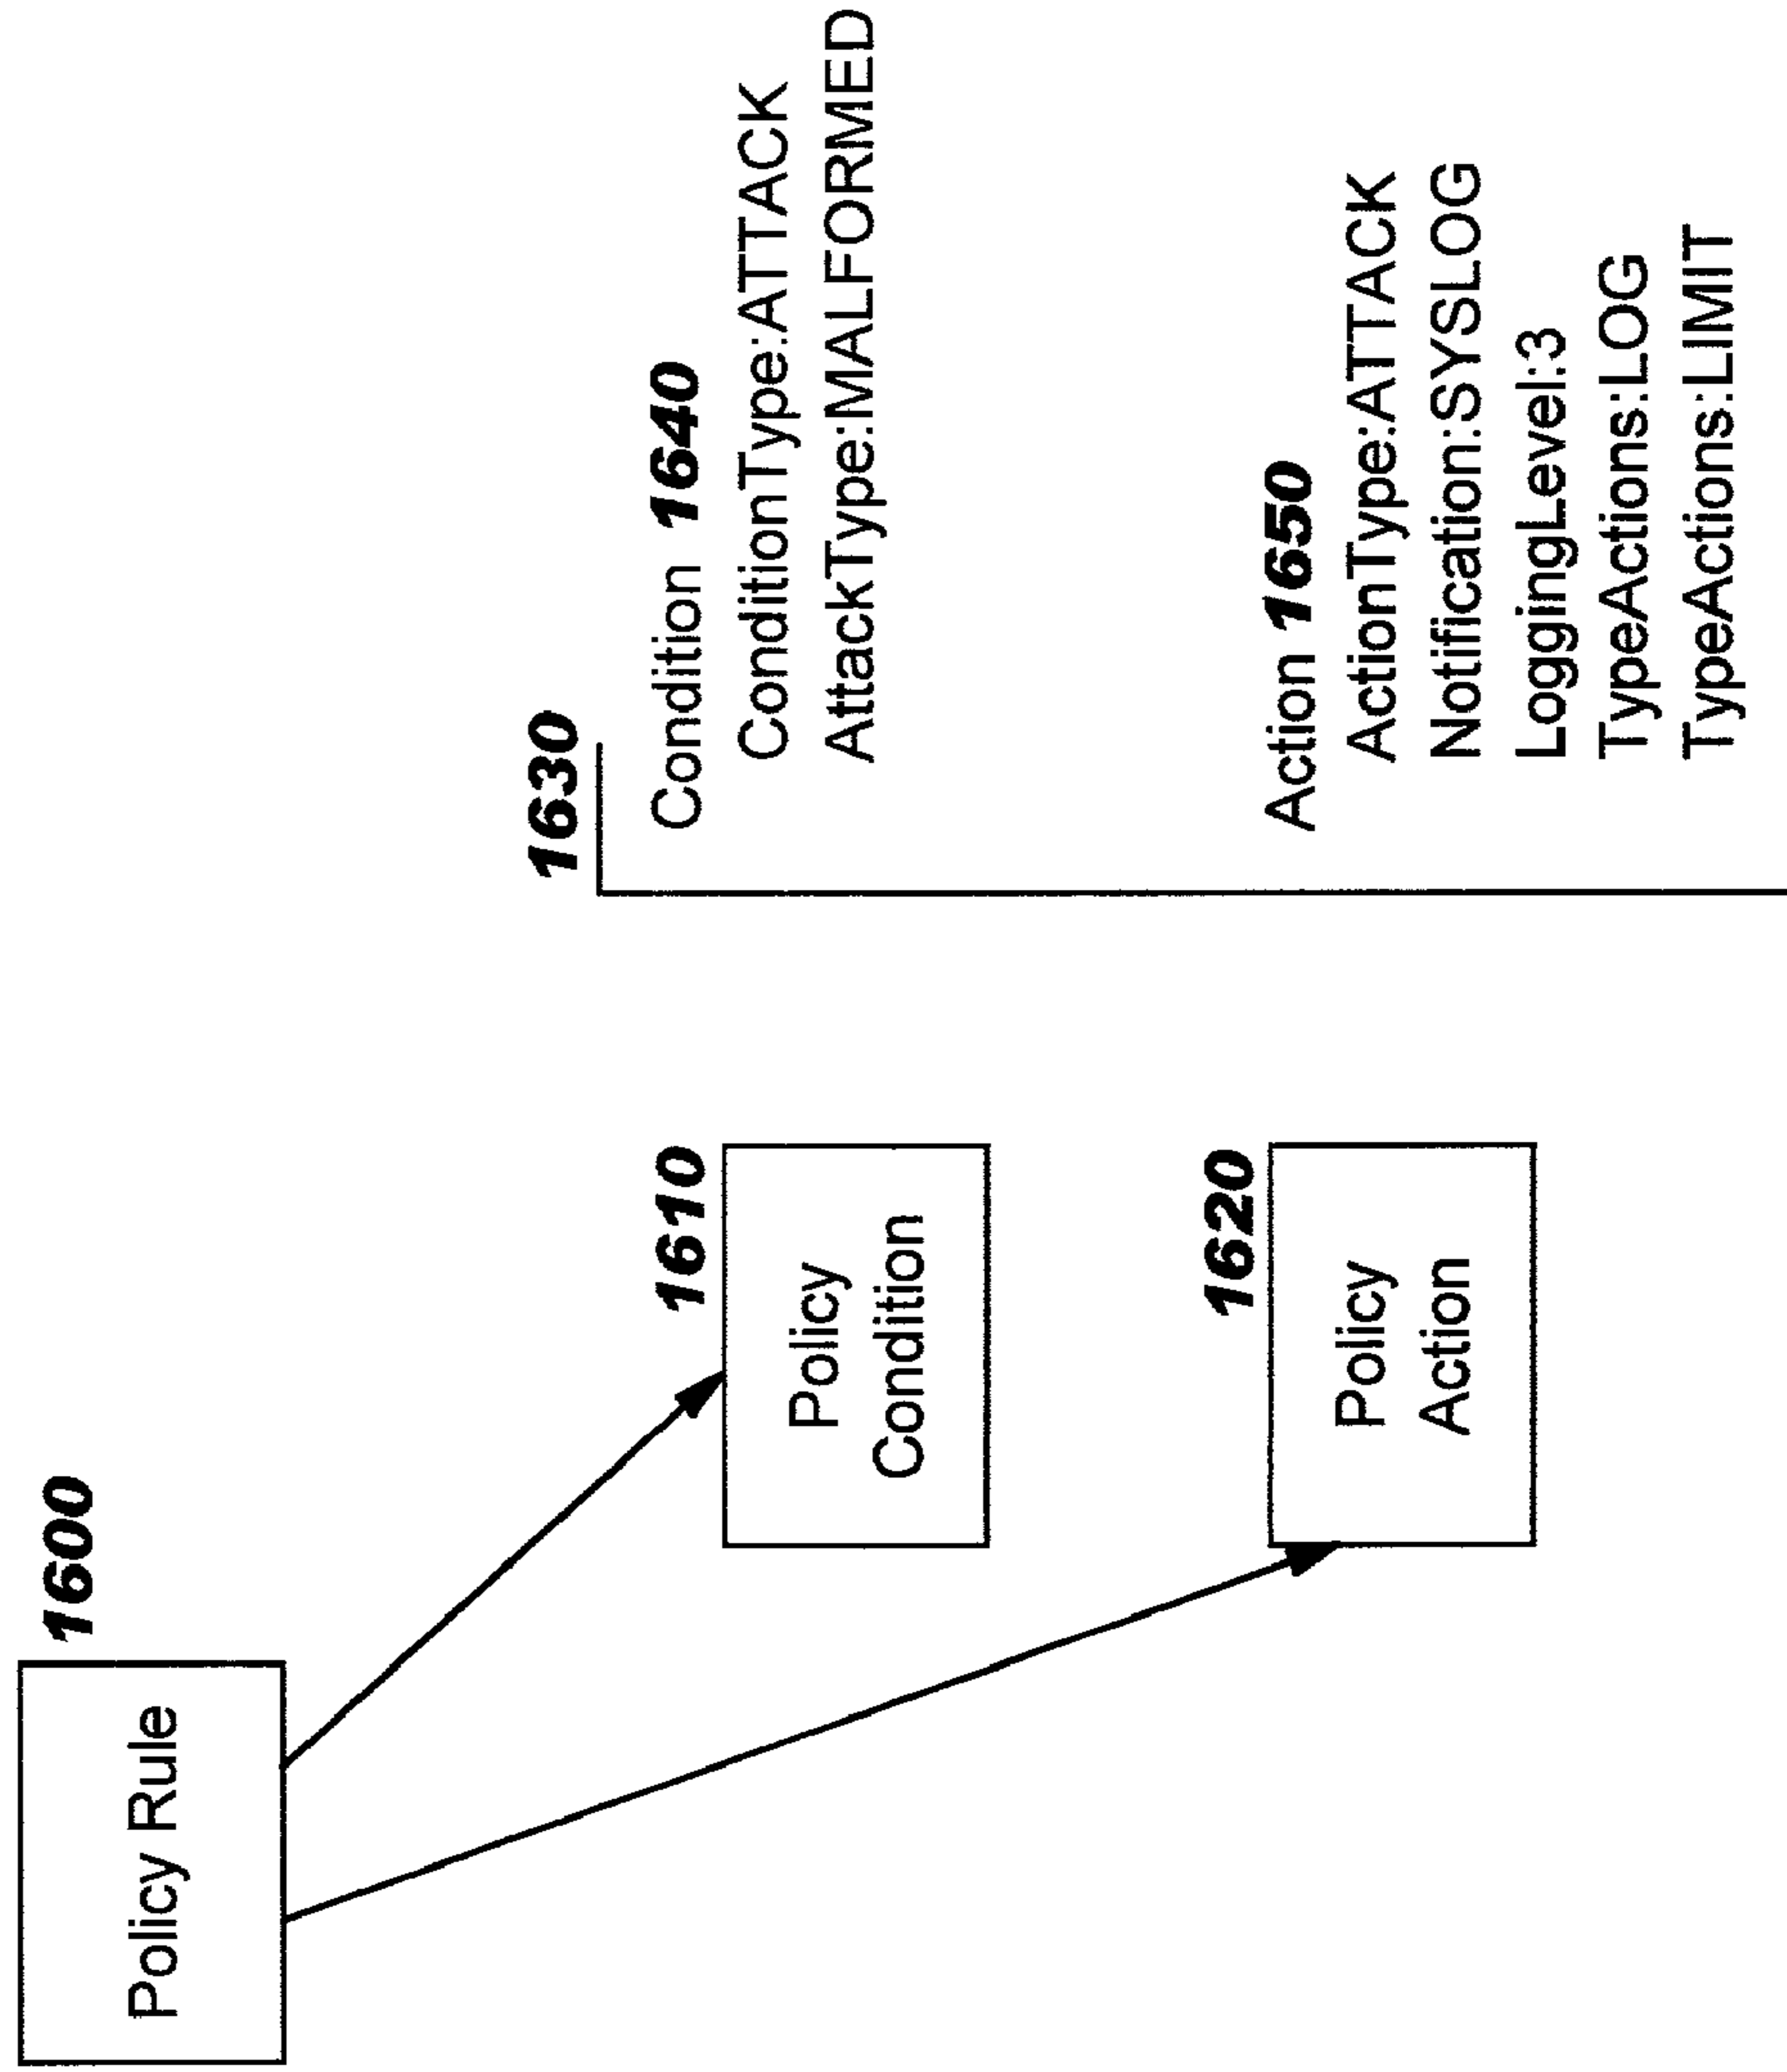 1600
Policy Rule
1610
Policy
Condition
1620
Policy
Action
1630
Condition 1640
ConditionType:ATTACK
AttackType:MALFORMED
Action 1650
ActionType:ATTACK
Notification:SYSLOG
LoggingLevel:3
TypeActions:LOG
TypeActions:LIMIT